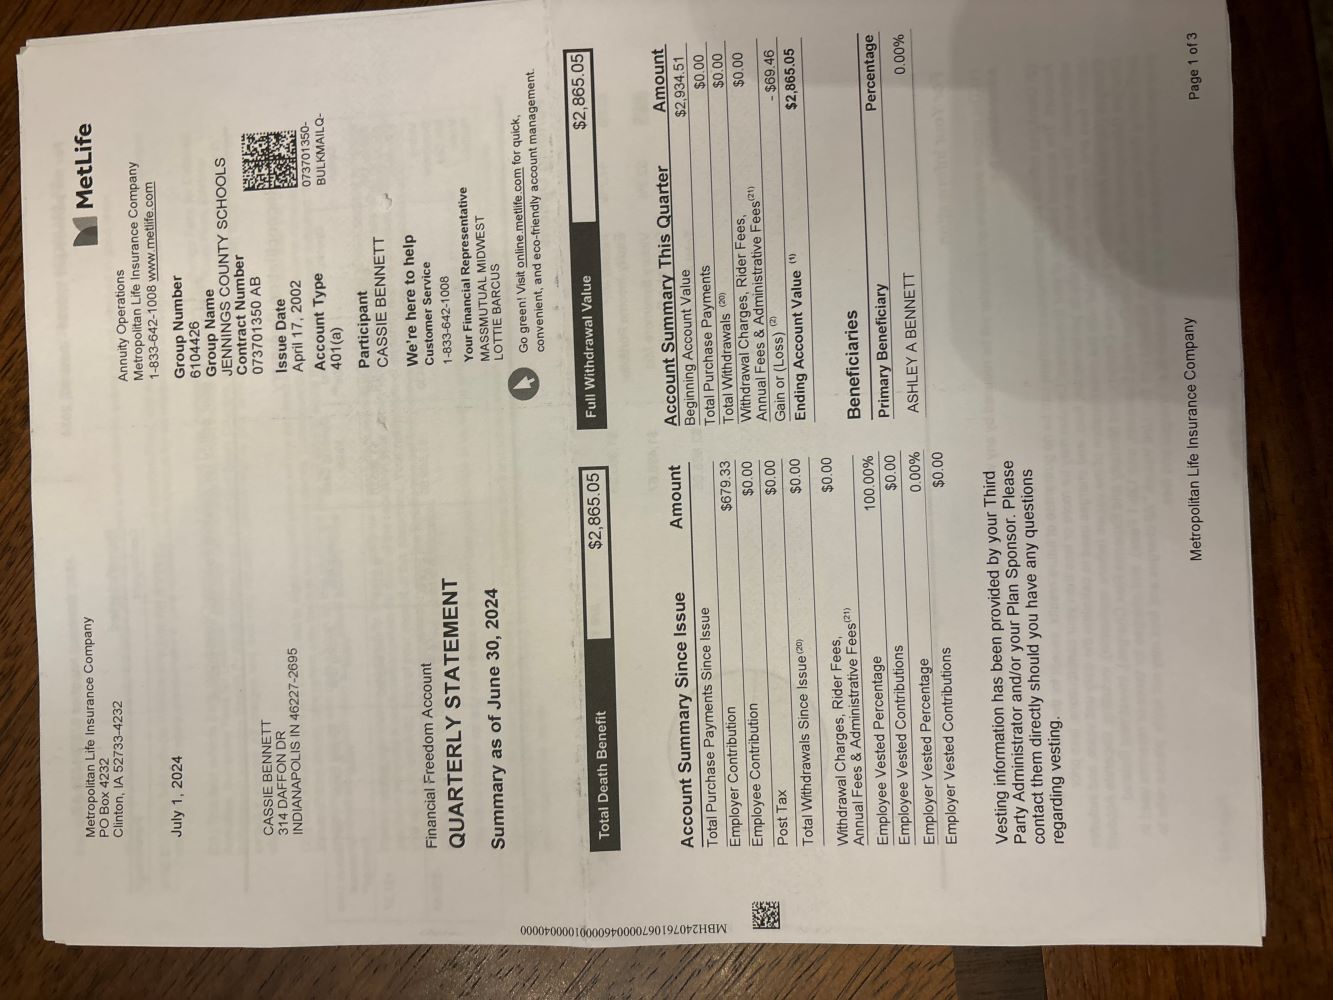 Metropolitan Life Insurance Company
PO Box 4232
Clinton, IA 52733-4232
MetLife
Annuity Operations
Metropolitan Life Insurance Company
1-833-642-1008 www.metlife.com
July 1, 2024
Group Number
6104426
Group Name
JENNINGS COUNTY SCHOOLS
Contract Number
073701350 AB
CASSIE BENNETT
314 DAFFON DR
INDIANAPOLIS IN 46227-2695
Issue Date
April 17, 2002
Account Type
401(a)
073701350-
BULKMAILQ-
Participant
CASSIE BENNETT
We're here to help
Customer Service
1-833-642-1008
Your Financial Representative
MASSMUTUAL MIDWEST
LOTTIE BARCUS
Go green! Visit online.metlife.com for quick,
convenient, and eco-friendly account management.
Financial Freedom Account
QUARTERLY STATEMENT
Summary as of June 30, 2024
MBH24076106700004600001000040000
Total Death Benefit $2,865.05
Full Withdrawal Value $2,865.05
Account Summary Since Issue Amount
Total Purchase Payments Since Issue
Employer Contribution $679.33
Employee Contribution $0.00
Post Tax $0.00
Total Withdrawals Since Issue (20) $0.00
Withdrawal Charges, Rider Fees,
Annual Fees & Administrative Fees(21) $0.00
Employee Vested Percentage 100.00%
Employee Vested Contributions $0.00
Employer Vested Percentage 0.00%
Employer Vested Contributions $0.00
Account Summary This Quarter Amount
Beginning Account Value $2,934.51
Total Purchase Payments $0.00
Total Withdrawals (20) $0.00
Withdrawal Charges, Rider Fees,
Annual Fees & Administrative Fees(21) $0.00
Gain or (Loss) (2) - $69.46
Ending Account Value (1) $2,865.05
Beneficiaries
Primary Beneficiary Percentage
ASHLEY A BENNETT 0.00%
Vesting information has been provided by your Third
Party Administrator and/or your Plan Sponsor. Please
contact them directly should you have any questions
regarding vesting.
Metropolitan Life Insurance Company
Page 1 of 3